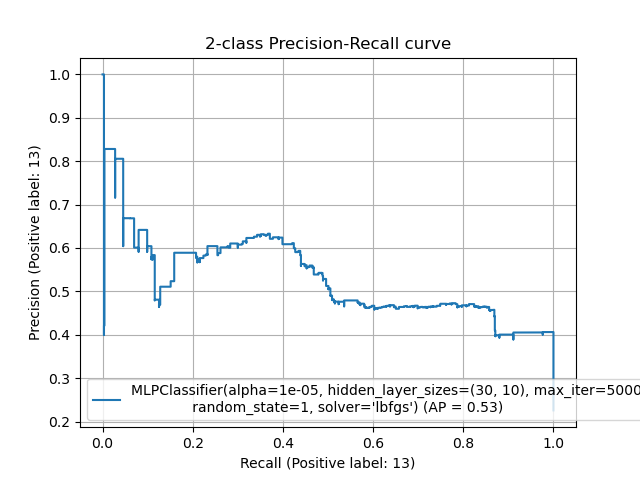 2-class Precision-Recall curve
1.0
0.9
0.8
0.7
0.6
0.5
0.4
0.3
0.2
Precision (Positive label: 13)
MLPClassifier(alpha=1e-05, hidden_layer_sizes=(30, 10), max_iter=5000
random_state=1, solver='lbfgs') (AP = 0.53)
0.0 0.2 0.4 0.6 0.8 1.0
Recall (Positive label: 13)